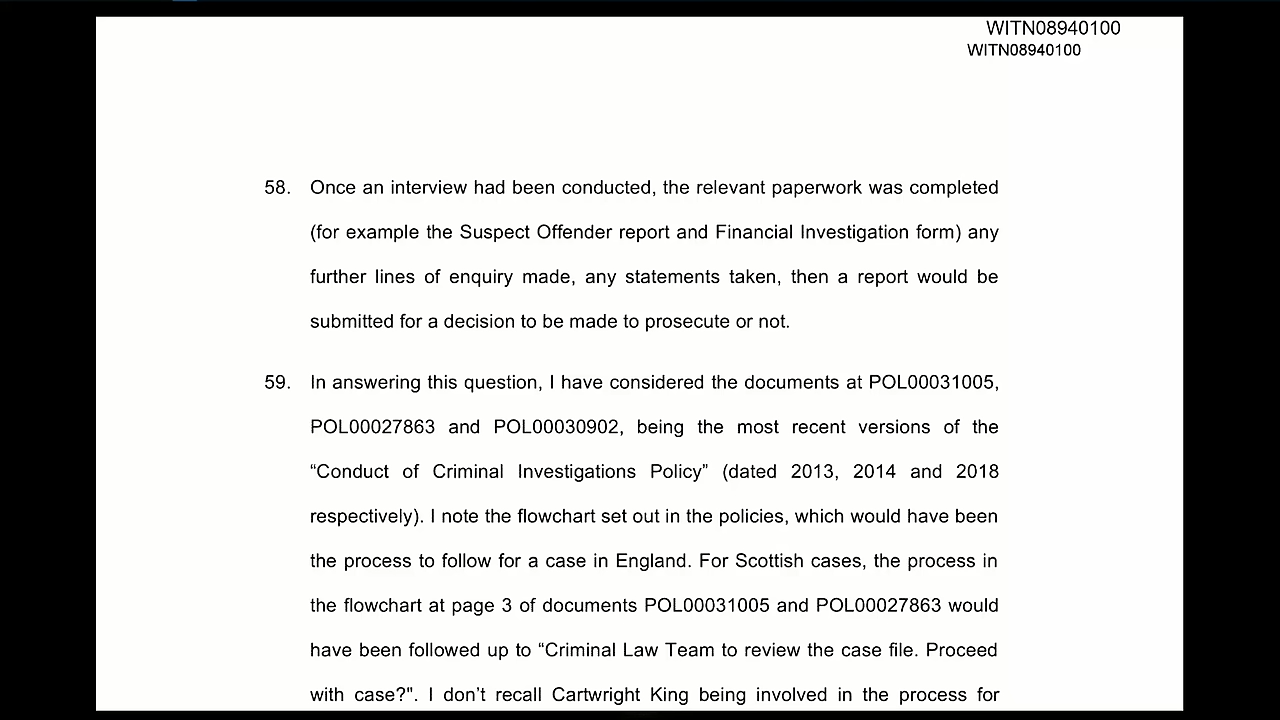 WITN08940100
WITN08940100
58. Once an interview had been conducted, the relevant paperwork was completed
(for example the Suspect Offender report and Financial Investigation form) any
further lines of enquiry made, any statements taken, then a report would be
submitted for a decision to be made to prosecute or not.
59. In answering this question, I have considered the documents at POL00031005,
POL00027863 and POL00030902, being the most recent versions of the
“Conduct of Criminal Investigations Policy” (dated 2013, 2014 and 2018
respectively). I note the flowchart set out in the policies, which would have been
the process to follow for a case in England. For Scottish cases, the process in
the flowchart at page 3 of documents POL00031005 and POL00027863 would
have been followed up to “Criminal Law Team to review the case file. Proceed
with case?". I don’t recall Cartwright King being involved in the process for